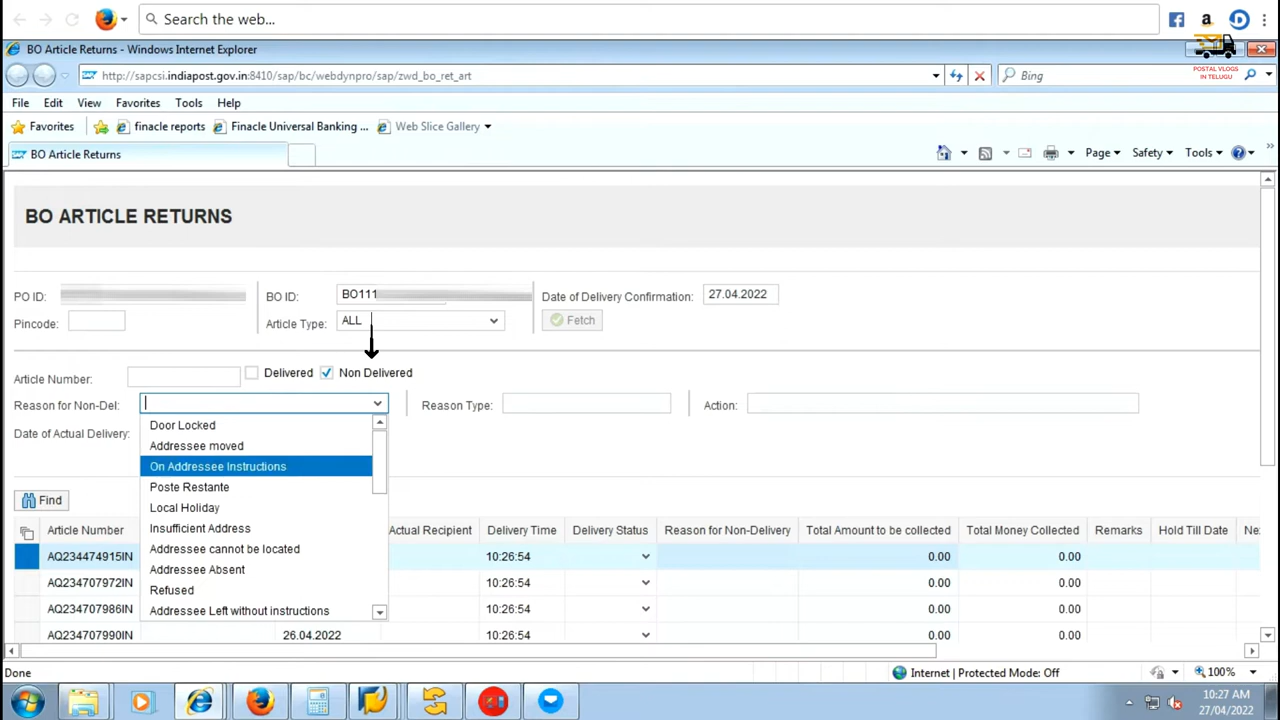 Search the web...
BO Article Returns - Windows Internet Explorer
http://sapcsi.indiapost.gov.in:8410/sap/bc/webdynpro/sap/zwd_bo_ret_art
Bing
POSTAL VLOGS
IN TELUGU
File Edit View Favorites Tools Help
Favorites finacle reports Finacle Universal Banking ... Web Slice Gallery
BO Article Returns
Page Safety Tools
BO ARTICLE RETURNS
PO ID: BO ID: BO111 Date of Delivery Confirmation: 27.04.2022
Pincode: Article Type: ALL Fetch
Article Number: Delivered Non Delivered
Reason for Non-Del: Reason Type: Action:
Date of Actual Delivery:
Door Locked
Addressee moved
On Addressee Instructions
Poste Restante
Local Holiday
Insufficient Address
Addressee cannot be located
Addressee Absent
Refused
Addressee Left without instructions
Find
Article Number Actual Recipient Delivery Time Delivery Status Reason for Non-Delivery Total Amount to be collected Total Money Collected Remarks Hold Till Date Ne
AQ234474915IN 10:26:54 0.00 0.00
AQ234707972IN 10:26:54 0.00 0.00
AQ234707986IN 10:26:54 0.00 0.00
AQ234707990IN 26.04.2022 10:26:54 0.00 0.00
Done Internet | Protected Mode: Off 100%
10:27 AM
27/04/2022